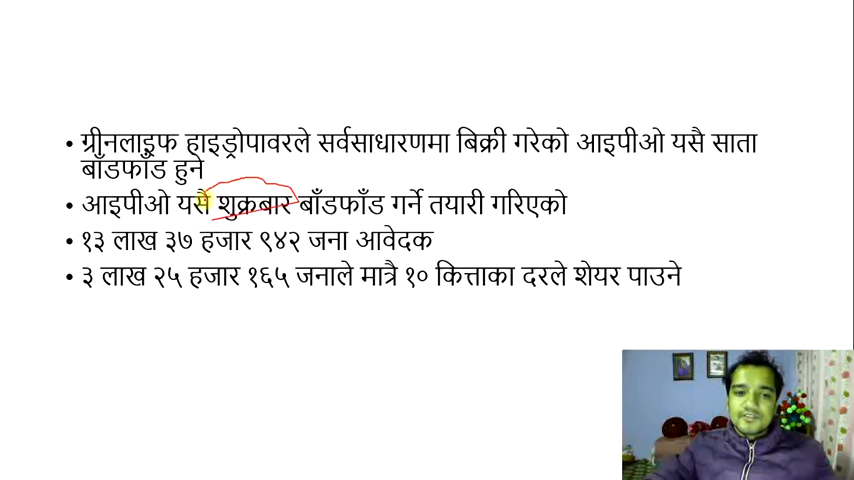 • ग्रीनलाइफ हाइड्रोपावरले सर्वसाधारणमा बिक्री गरेको आइपीओ यसै साता
बाँडफाँड हुने
• आइपीओ यसै शुक्रबार बाँडफाँड गर्ने तयारी गरिएको
• १३ लाख ३७ हजार ९४२ जना आवेदक
• ३ लाख २५ हजार १६५ जनाले मात्रै १० कित्ताका दरले शेयर पाउने